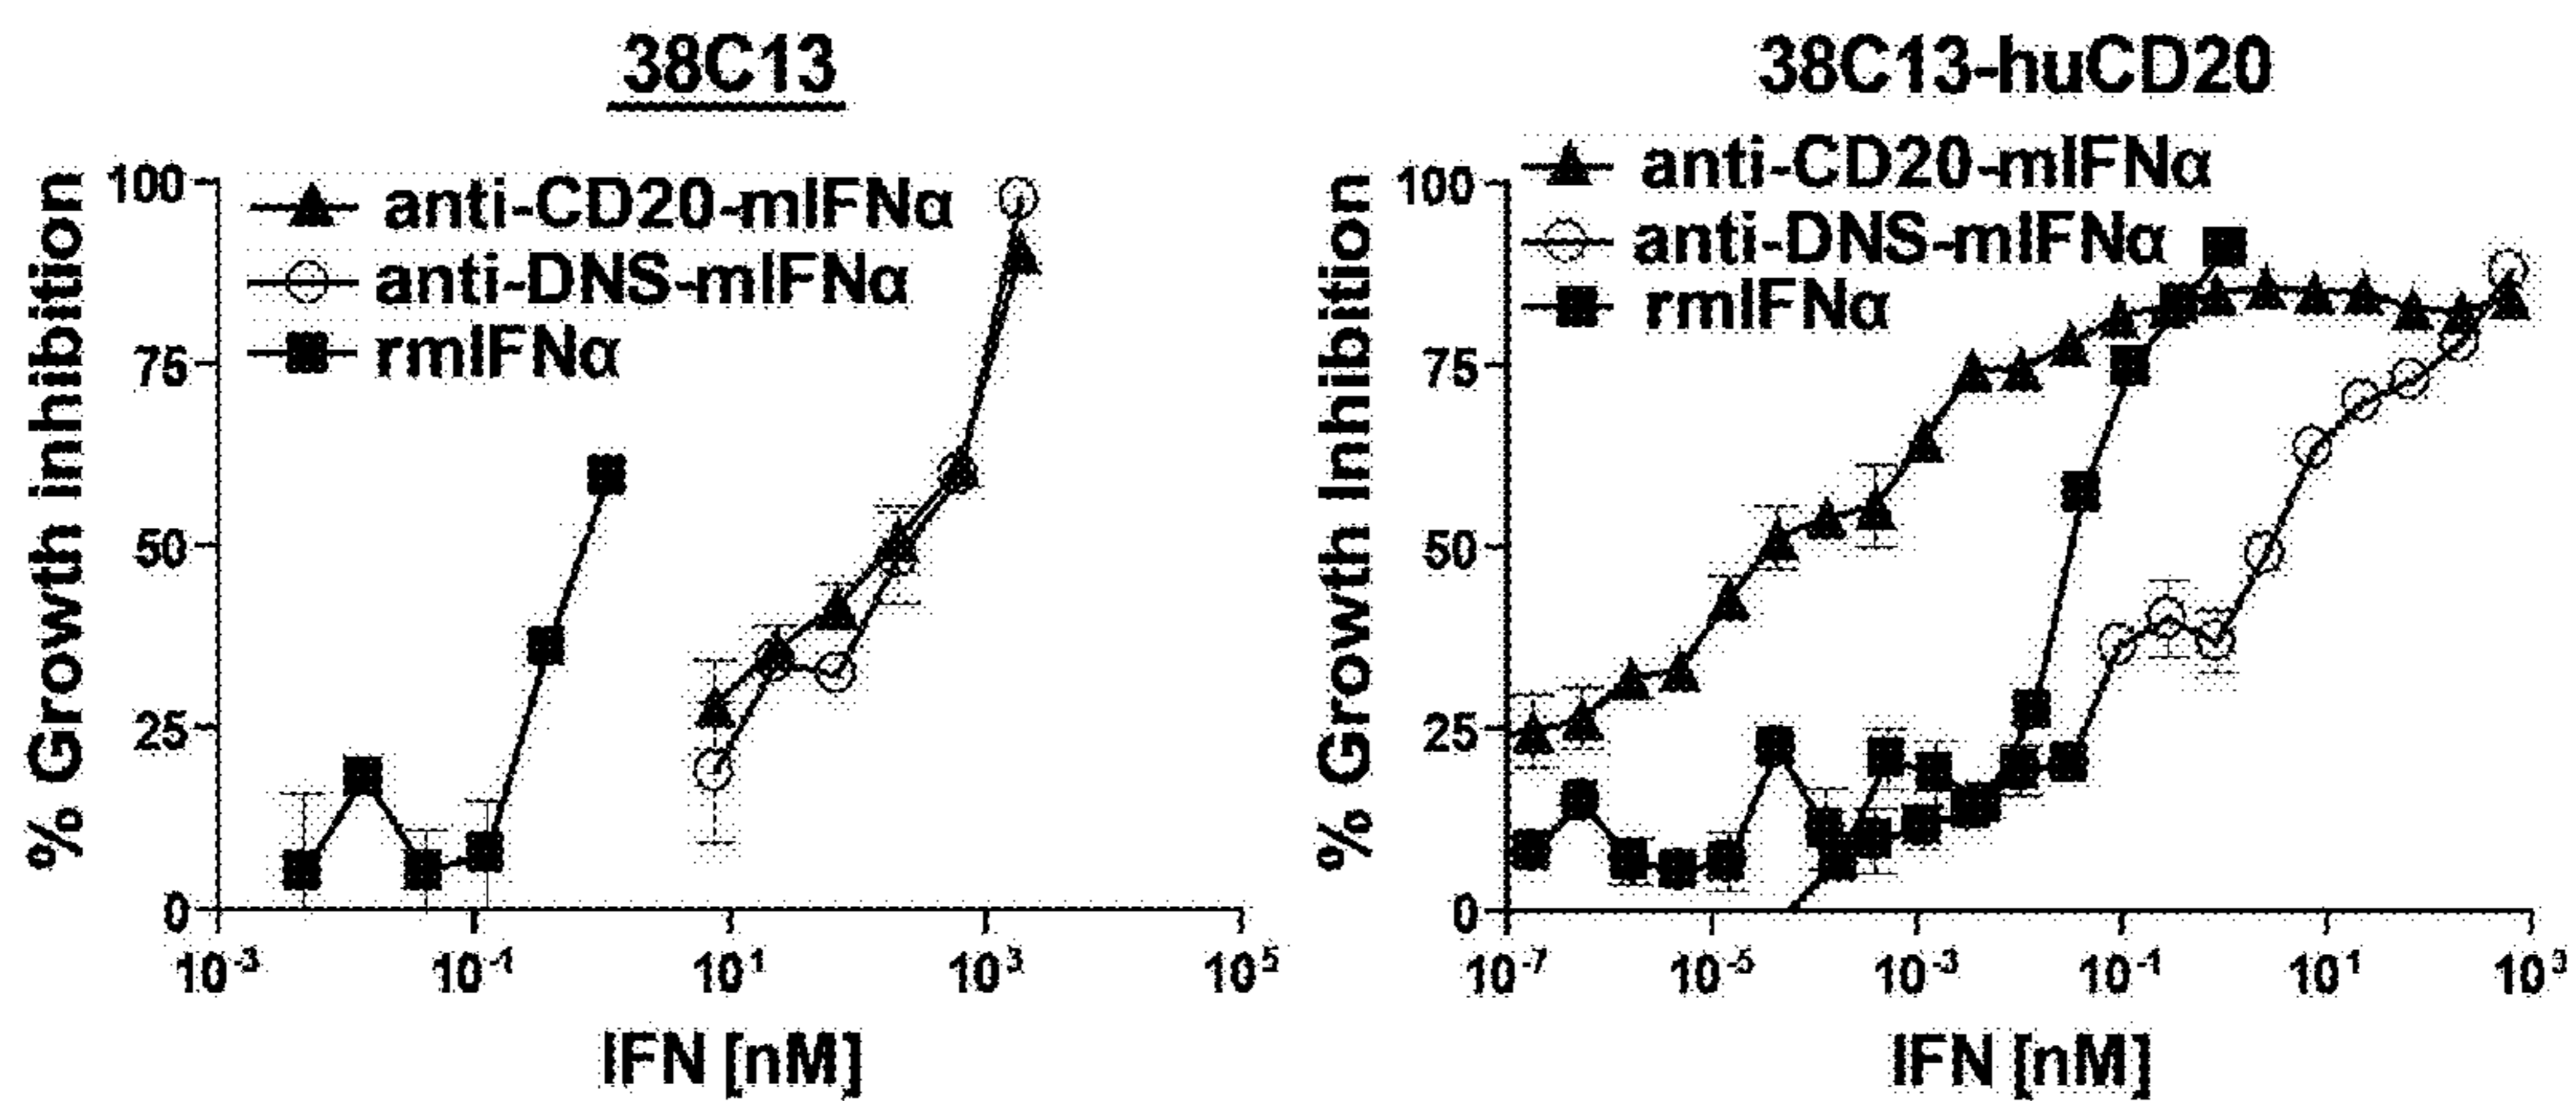 38C13
100
75
50
25
0
anti-CD20-mIFNα
anti-DNS-mIFNα
rmIFNα
% Growth inhibition
10⁻³ 10⁻¹ 10¹ 10³ 10⁵
IFN [nM]
38C13-huCD20
100
75
50
25
0
anti-CD20-mIFNα
anti-DNS-mIFNα
rmIFNα
% Growth Inhibition
10⁻⁷ 10⁻⁵ 10⁻³ 10⁻¹ 10¹ 10³
IFN [nM]